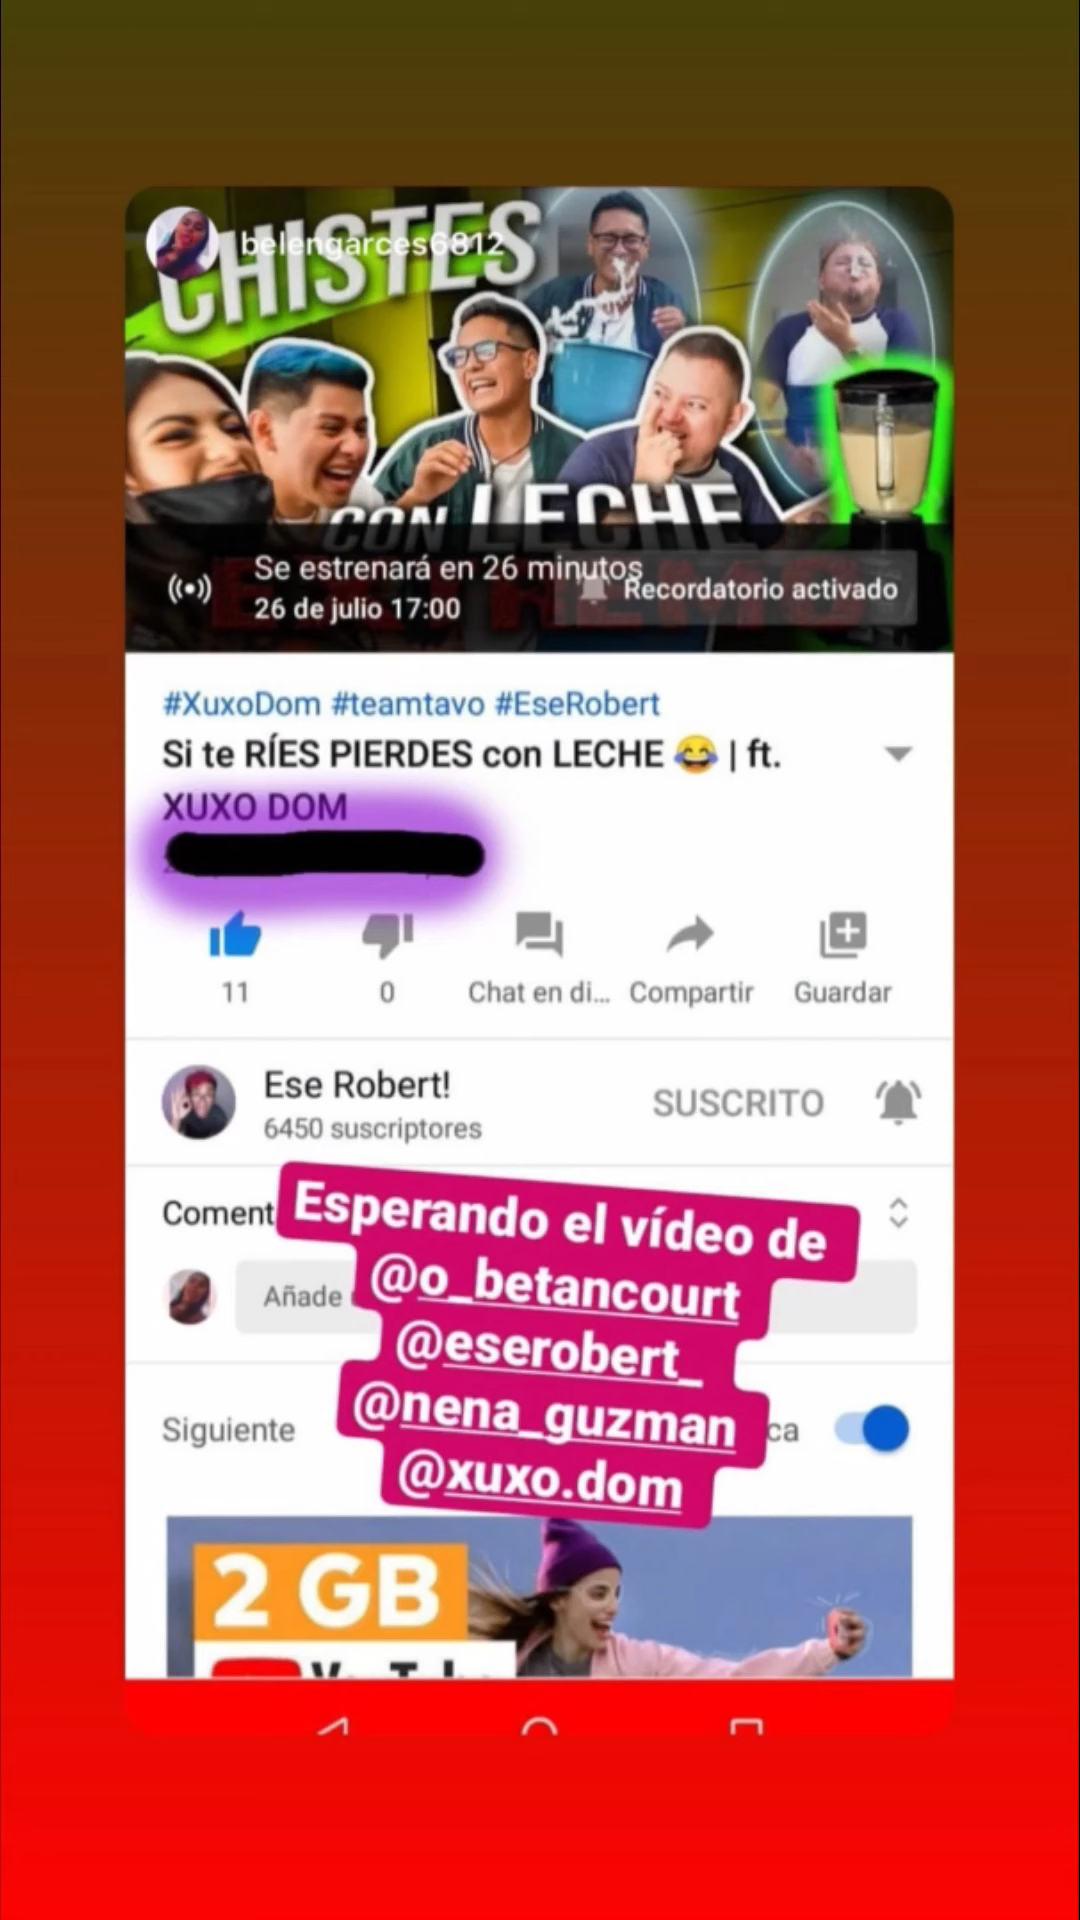 CHISTES
belengarces6812
CON LECHE
EXTREMO
Se estrenará en 26 minutos
26 de julio 17:00
Recordatorio activado
#XuxoDom #teamtavo #EseRobert
Si te RÍES PIERDES con LECHE 😂 | ft.
XUXO DOM
11
0
Chat en di...
Compartir
Guardar
Ese Robert!
6450 suscriptores
SUSCRITO
Coment
Esperando el vídeo de
@o_betancourt
@eserobert_
@nena_guzman
@xuxo.dom
Añade
Siguiente
ca
2 GB
YouTube